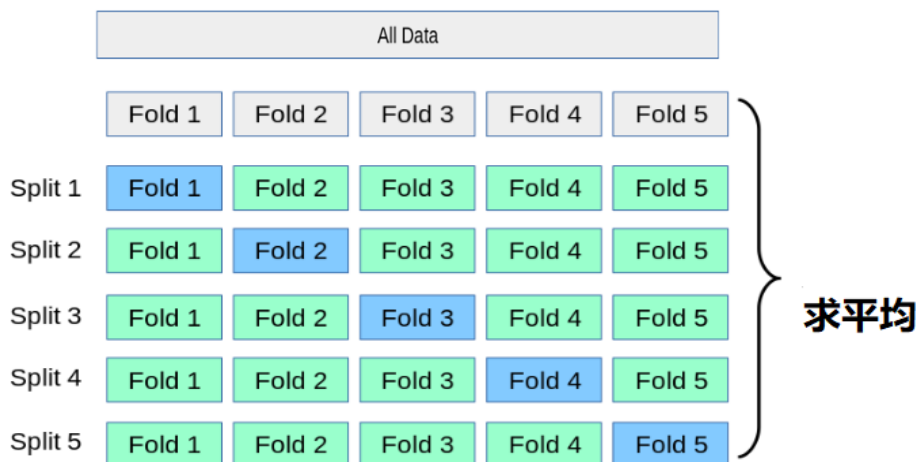 All Data
Fold 1 Fold 2 Fold 3 Fold 4 Fold 5
Split 1 Fold 1 Fold 2 Fold 3 Fold 4 Fold 5
Split 2 Fold 1 Fold 2 Fold 3 Fold 4 Fold 5
Split 3 Fold 1 Fold 2 Fold 3 Fold 4 Fold 5
Split 4 Fold 1 Fold 2 Fold 3 Fold 4 Fold 5
Split 5 Fold 1 Fold 2 Fold 3 Fold 4 Fold 5
求平均